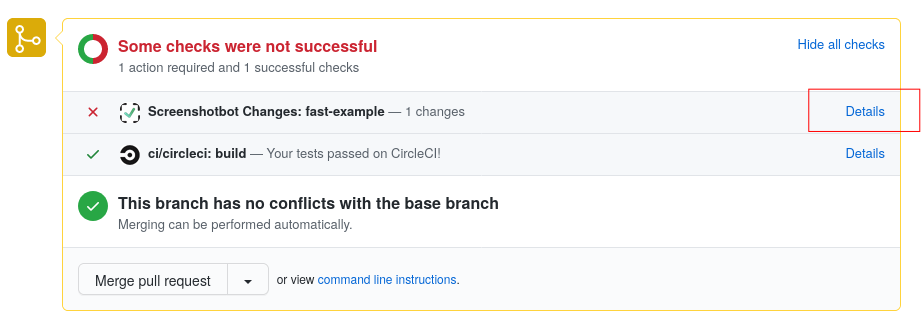 Some checks were not successful
Hide all checks
1 action required and 1 successful checks
Screenshotbot Changes: fast-example — 1 changes
Details
ci/circleci: build — Your tests passed on CircleCI!
Details
This branch has no conflicts with the base branch
Merging can be performed automatically.
Merge pull request
or view command line instructions.